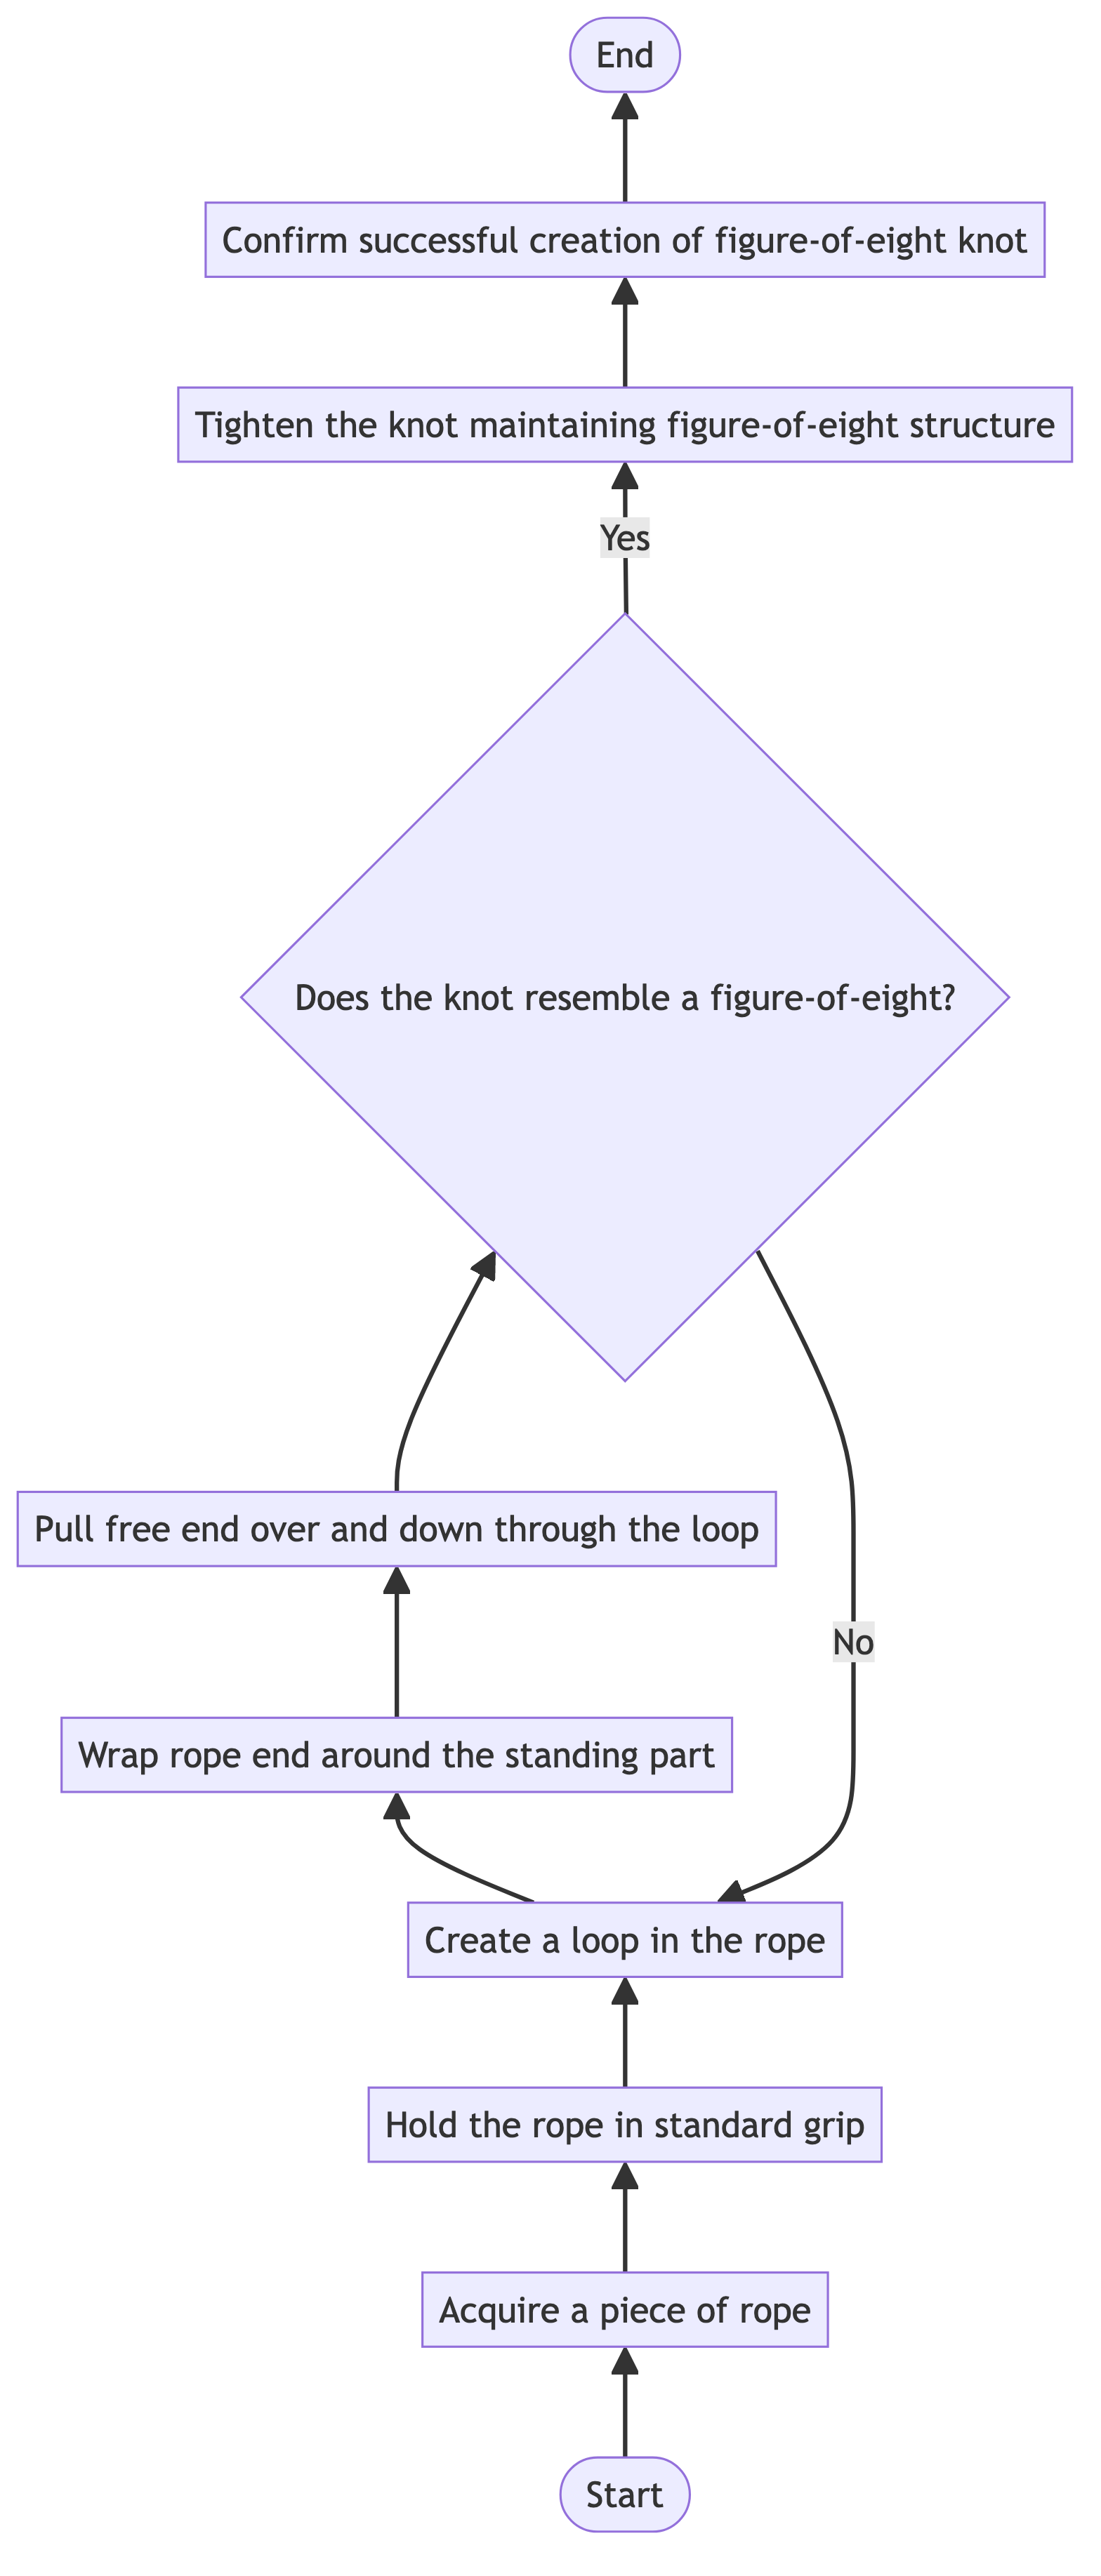 End
Confirm successful creation of figure-of-eight knot
Tighten the knot maintaining figure-of-eight structure
Yes
Does the knot resemble a figure-of-eight?
Pull free end over and down through the loop
No
Wrap rope end around the standing part
Create a loop in the rope
Hold the rope in standard grip
Acquire a piece of rope
Start